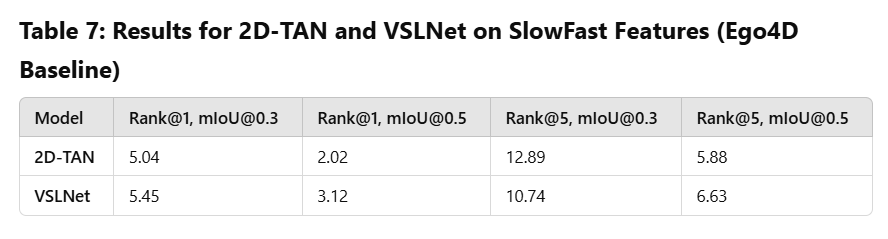 Table 7: Results for 2D-TAN and VSLNet on SlowFast Features (Ego4D
Baseline)
Model Rank@1, mIoU@0.3 Rank@1, mIoU@0.5 Rank@5, mIoU@0.3 Rank@5, mIoU@0.5
2D-TAN 5.04 2.02 12.89 5.88
VSLNet 5.45 3.12 10.74 6.63